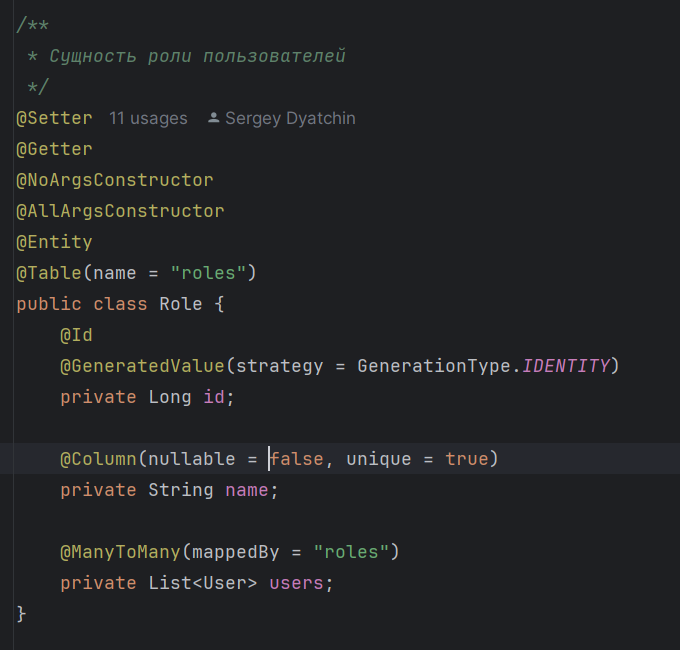 /**
 * Сущность роли пользователей
 */
@Setter 11 usages Sergey Dyatchin
@Getter
@NoArgsConstructor
@AllArgsConstructor
@Entity
@Table(name = "roles")
public class Role {
    @Id
    @GeneratedValue(strategy = GenerationType.IDENTITY)
    private Long id;

    @Column(nullable = false, unique = true)
    private String name;

    @ManyToMany(mappedBy = "roles")
    private List<User> users;
}